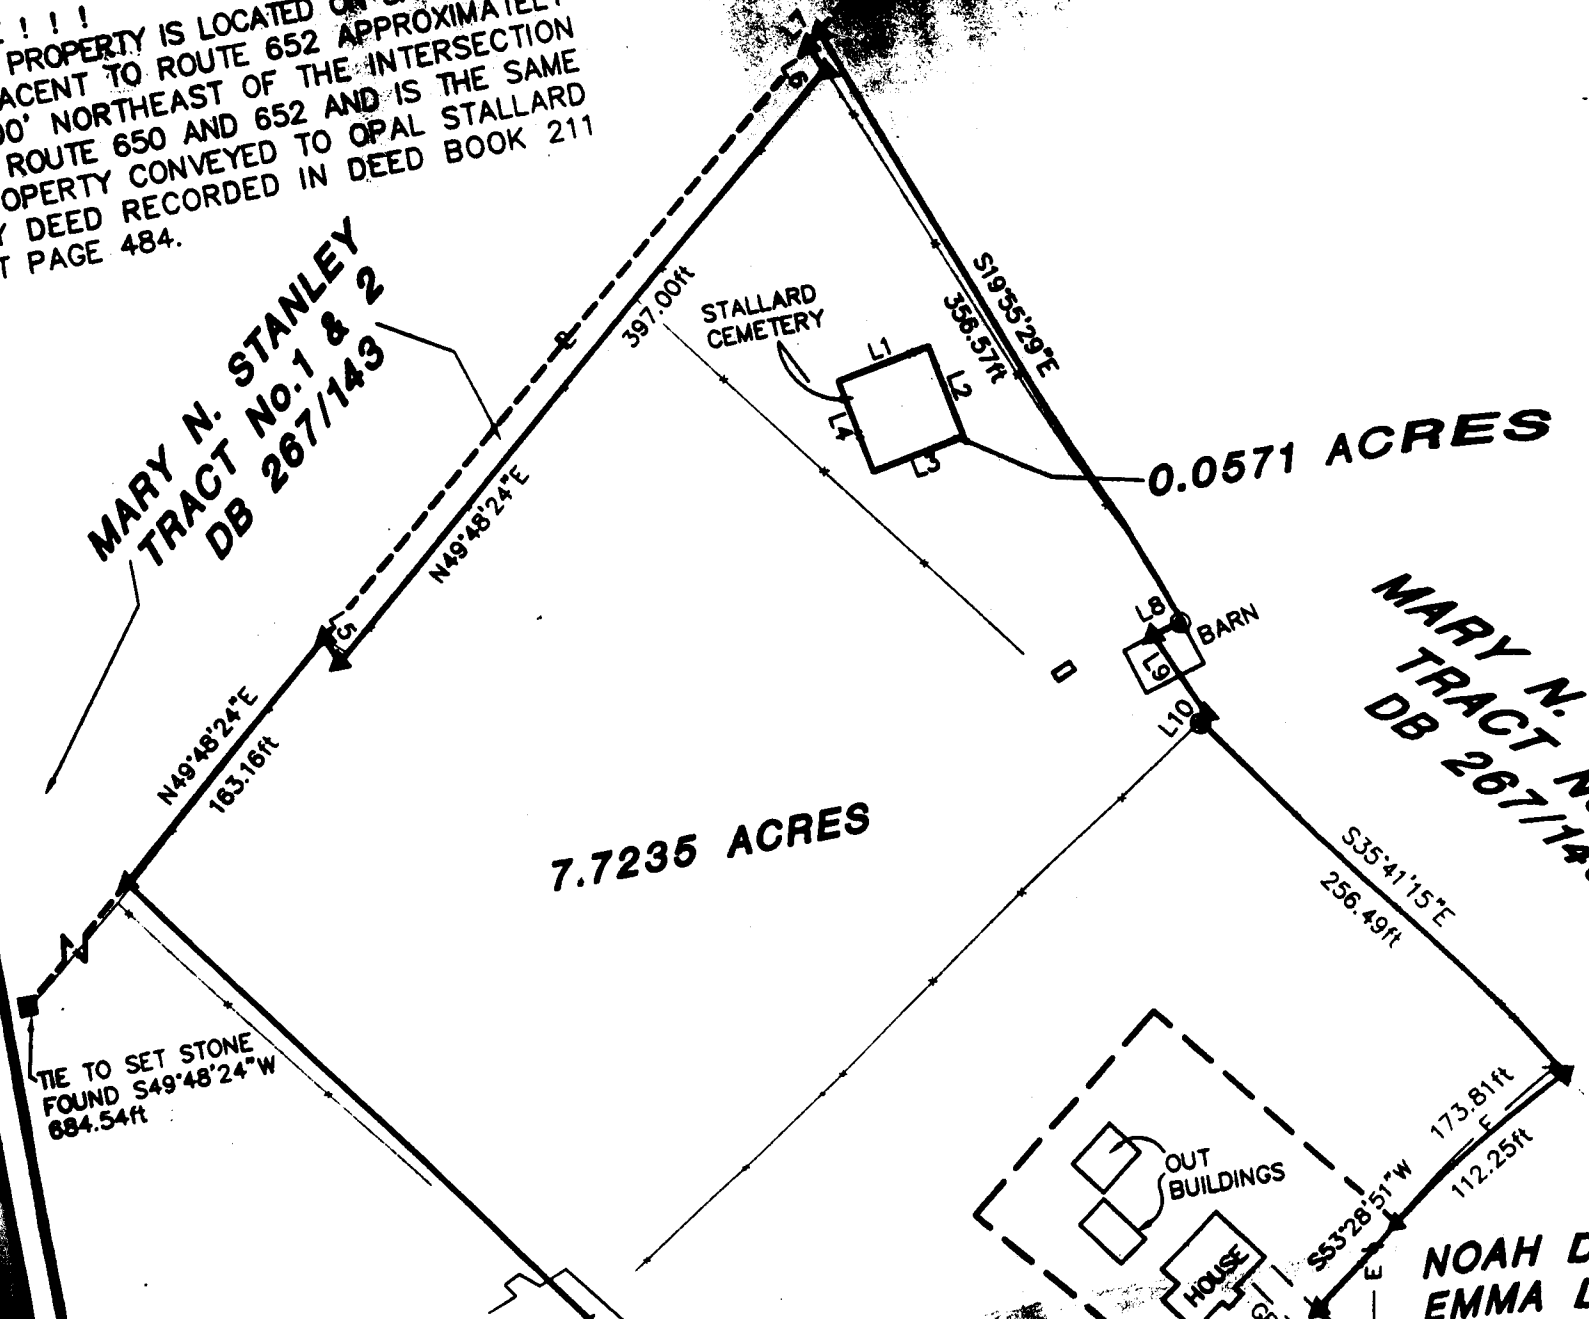 ! ! !
PROPERTY IS LOCATED ON
TO ROUTE 652 APPROXIMATELY
NORTHEAST OF THE INTERSECTION
ROUTE 650 AND 652 AND IS THE SAME
CONVEYED TO OPAL STALLARD
DEED RECORDED IN DEED BOOK 211
PAGE 484.
MARY N. STANLEY
TRACT No.1 & 2
DB 267/143
L7
L6
397.00ft
N49°48'24"E
STALLARD
CEMETERY
L1
L2
L3
L4
S19°55'29"E
356.57ft
0.0571 ACRES
L5
N49°48'24"E
163.16ft
L8
BARN
L9
L10
MARY N.
TRACT
DB 267/14
7.7235 ACRES
S35°41'15"E
256.49ft
TIE TO SET STONE
FOUND S49°48'24"W
684.54ft
173.81ft
E
112.25ft
S53°28'51"W
E
OUT
BUILDINGS
HOUSE
NOAH
EMMA